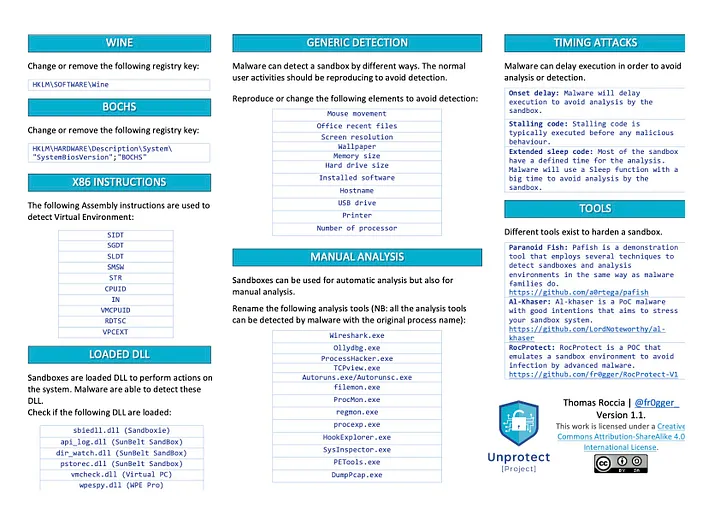 WINE
Change or remove the following registry key:
HKLM\SOFTWARE\Wine
BOCHS
Change or remove the following registry key:
HKLM\HARDWARE\Description\System\
"SystemBiosVersion";"BOCHS"
X86 INSTRUCTIONS
The following Assembly instructions are used to
detect Virtual Environment:
SIDT
SGDT
SLDT
SMSW
STR
CPUID
IN
VMCPUID
RDTSC
VPCEXT
LOADED DLL
Sandboxes are loaded DLL to perform actions on
the system. Malware are able to detect these
DLL.
Check if the following DLL are loaded:
sbiedll.dll (Sandboxie)
api_log.dll (SunBelt SandBox)
dir_watch.dll (SunBelt SandBox)
pstorec.dll (SunBelt Sandbox)
vmcheck.dll (Virtual PC)
wpespy.dll (WPE Pro)
GENERIC DETECTION
Malware can detect a sandbox by different ways. The normal
user activities should be reproducing to avoid detection.
Reproduce or change the following elements to avoid detection:
Mouse movement
Office recent files
Screen resolution
Wallpaper
Memory size
Hard drive size
Installed software
Hostname
USB drive
Printer
Number of processor
MANUAL ANALYSIS
Sandboxes can be used for automatic analysis but also for
manual analysis.
Rename the following analysis tools (NB: all the analysis tools
can be detected by malware with the original process name):
Wireshark.exe
Ollydbg.exe
ProcessHacker.exe
TCPview.exe
Autoruns.exe/Autorunsc.exe
filemon.exe
ProcMon.exe
regmon.exe
procexp.exe
HookExplorer.exe
SysInspector.exe
PETools.exe
DumpPcap.exe
TIMING ATTACKS
Malware can delay execution in order to avoid
analysis or detection.
Onset delay: Malware will delay
execution to avoid analysis by the
sandbox.
Stalling code: Stalling code is
typically executed before any malicious
behaviour.
Extended sleep code: Most of the sandbox
have a defined time for the analysis.
Malware will use a Sleep function with a
big time to avoid analysis by the
sandbox.
TOOLS
Different tools exist to harden a sandbox.
Paranoid Fish: Pafish is a demonstration
tool that employs several techniques to
detect sandboxes and analysis
environments in the same way as malware
families do.
https://github.com/a0rtega/pafish
Al-Khaser: Al-khaser is a PoC malware
with good intentions that aims to stress
your sandbox system.
https://github.com/LordNoteworthy/al-
khaser
RocProtect: RocProtect is a POC that
emulates a sandbox environment to avoid
infection by advanced malware.
https://github.com/fr0gger/RocProtect-V1
Unprotect
[Project]
Thomas Roccia | @fr0gger_
Version 1.1.
This work is licensed under a Creative
Commons Attribution-ShareAlike 4.0
International License.
CC
BY